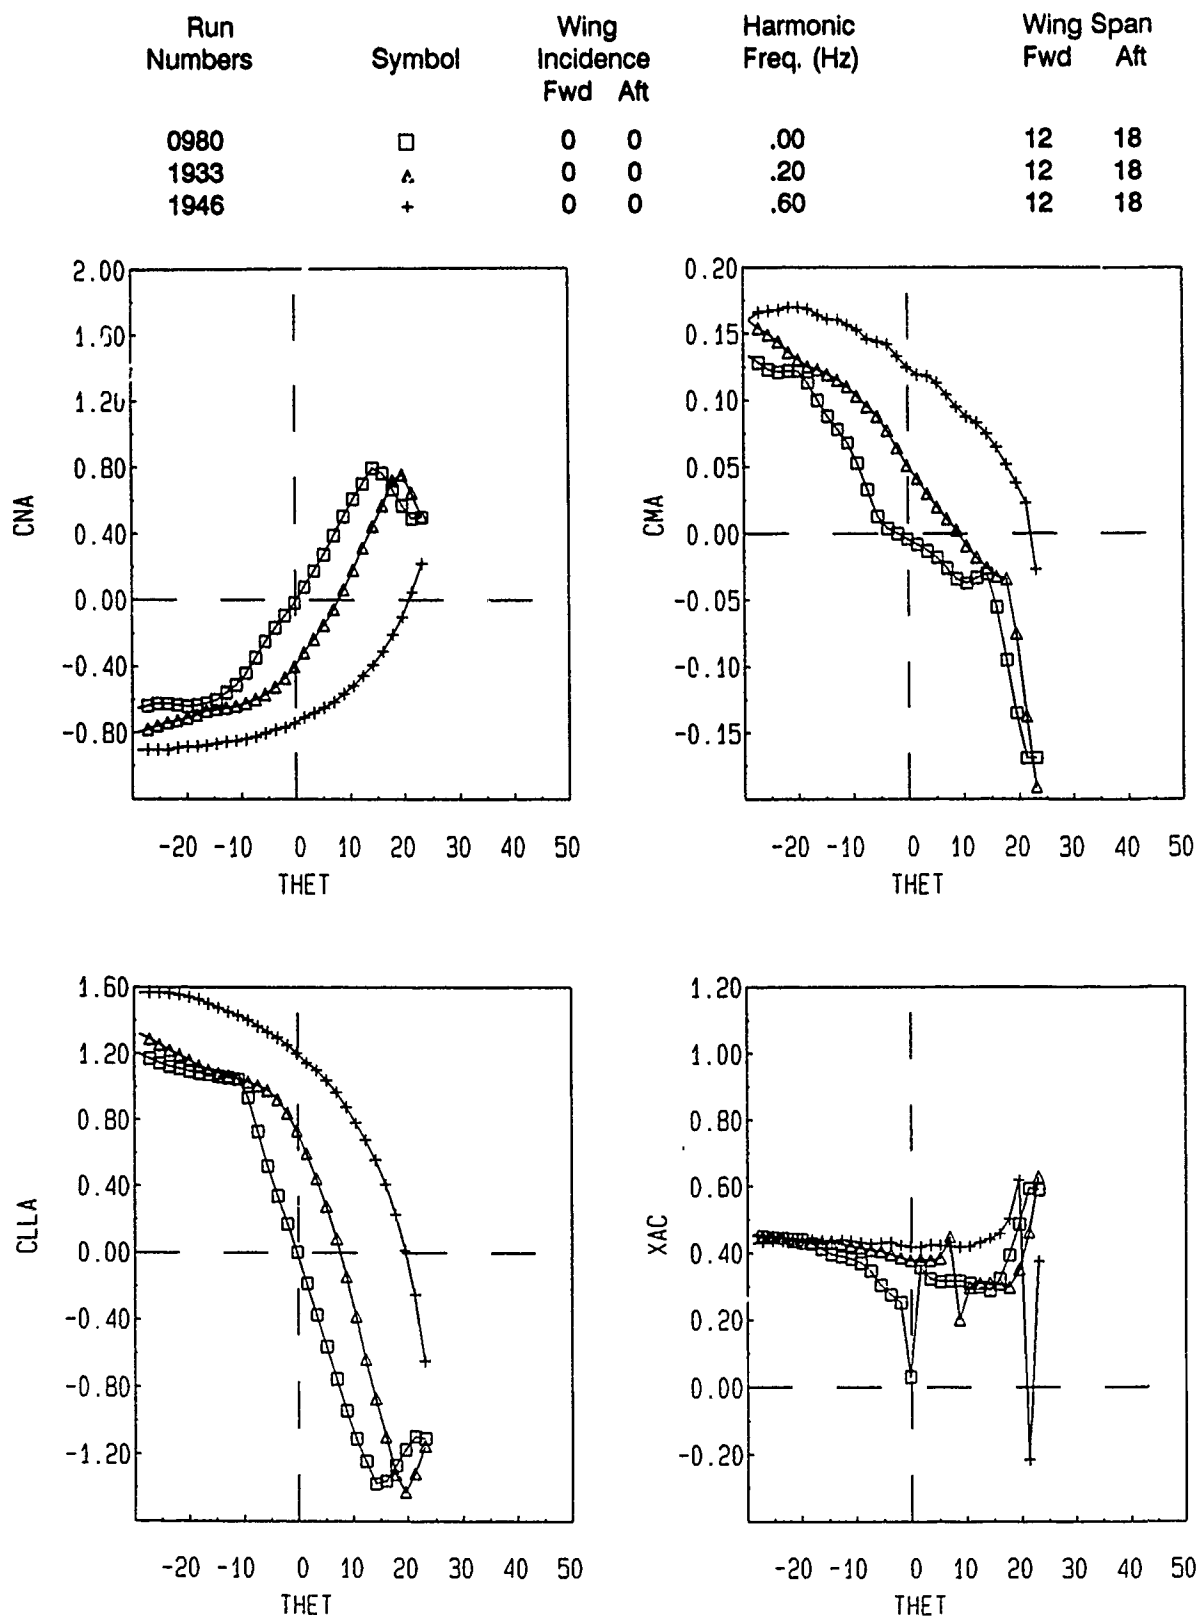 Run Wing Harmonic Wing Span
Numbers Symbol Incidence Freq. (Hz) Fwd Aft
Fwd Aft
0980 0 0 .00 12 18
1933 0 0 .20 12 18
1946 0 0 .60 12 18
2.00
1.60
1.20
0.80
0.40
0.00
-0.40
-0.80
CNA
-20 -10 0 10 20 30 40 50
THET
0.20
0.15
0.10
0.05
0.00
-0.05
-0.10
-0.15
CMA
-20 -10 0 10 20 30 40 50
THET
1.60
1.20
0.80
0.40
0.00
-0.40
-0.80
-1.20
CLLA
-20 -10 0 10 20 30 40 50
THET
1.20
1.00
0.80
0.60
0.40
0.20
0.00
-0.20
XAC
-20 -10 0 10 20 30 40 50
THET